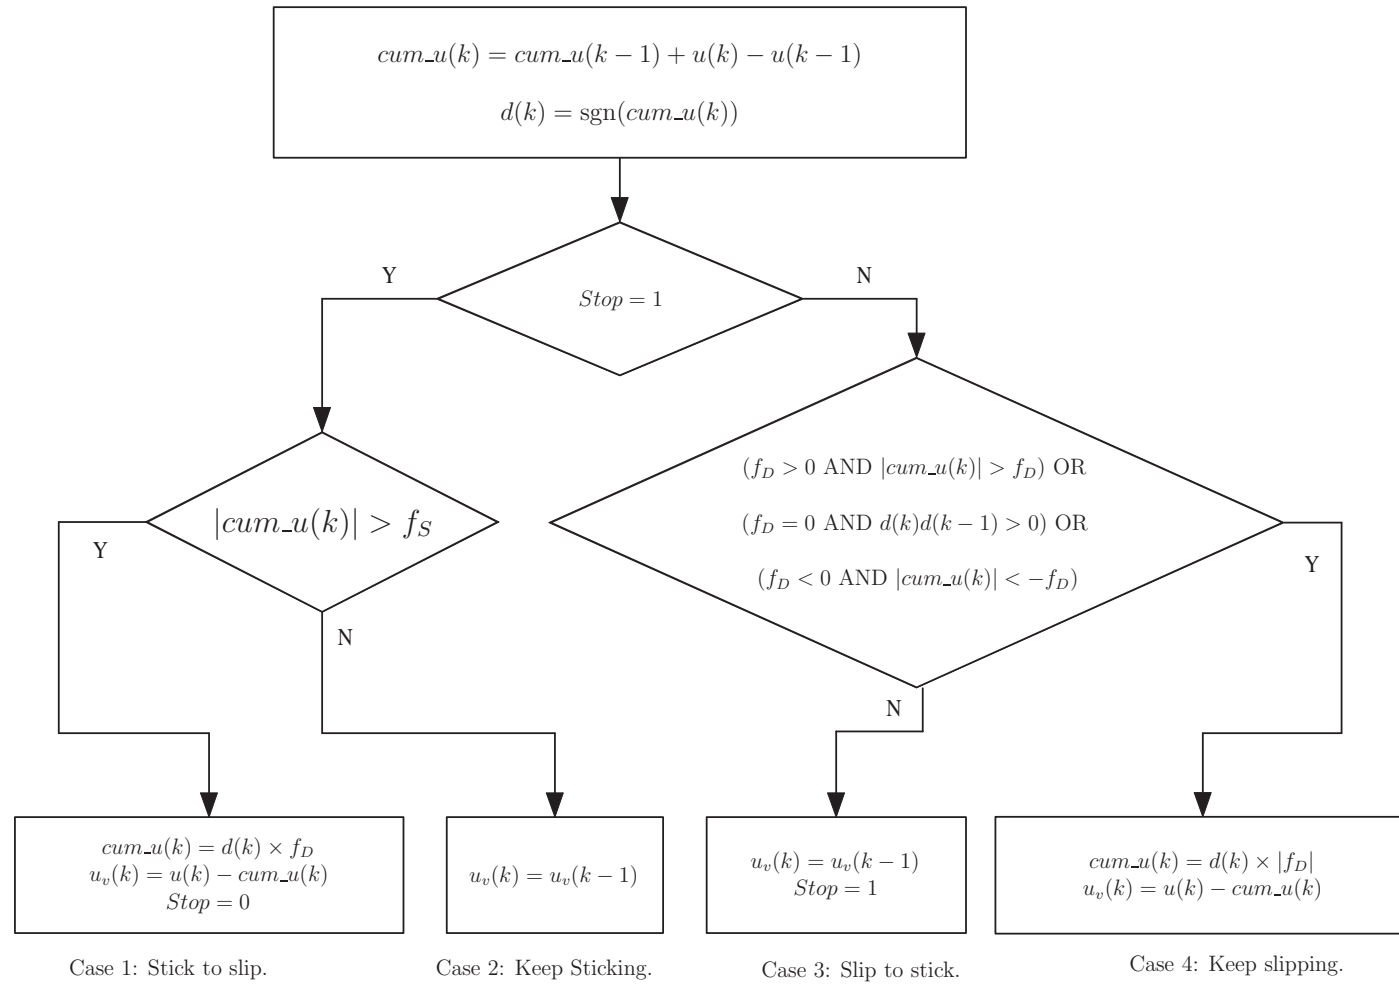 cum_u(k) = cum_u(k − 1) + u(k) − u(k − 1)
d(k) = sgn(cum_u(k))
Y
N
Stop = 1
(f_D > 0 AND |cum_u(k)| > f_D) OR
|cum_u(k)| > f_S
(f_D = 0 AND d(k)d(k − 1) > 0) OR
Y
Y
(f_D < 0 AND |cum_u(k)| < −f_D)
N
N
cum_u(k) = d(k) × f_D
u_v(k) = u(k) − cum_u(k)
Stop = 0
u_v(k) = u_v(k − 1)
u_v(k) = u_v(k − 1)
Stop = 1
cum_u(k) = d(k) × |f_D|
u_v(k) = u(k) − cum_u(k)
Case 1: Stick to slip.
Case 2: Keep Sticking.
Case 3: Slip to stick.
Case 4: Keep slipping.